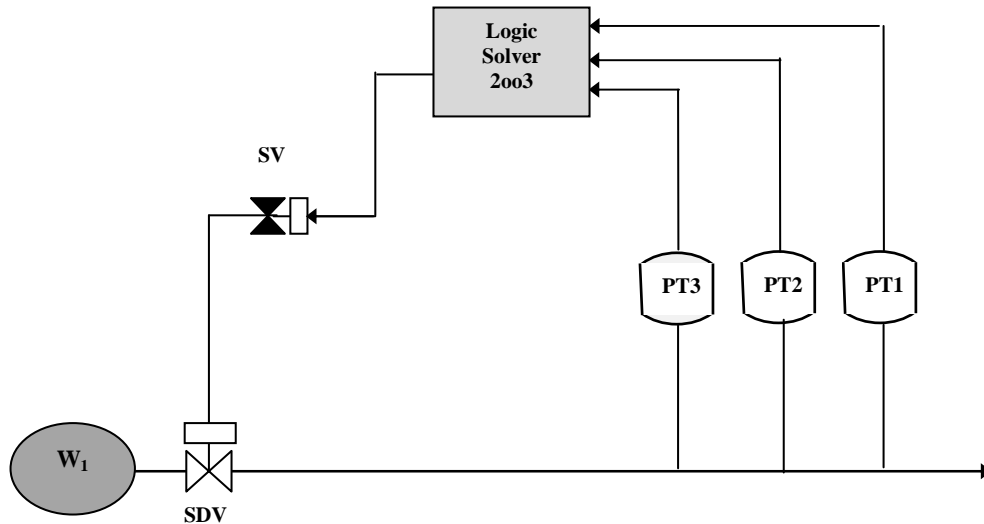 Logic
Solver
2oo3
SV
PT3
PT2
PT1
W₁
SDV